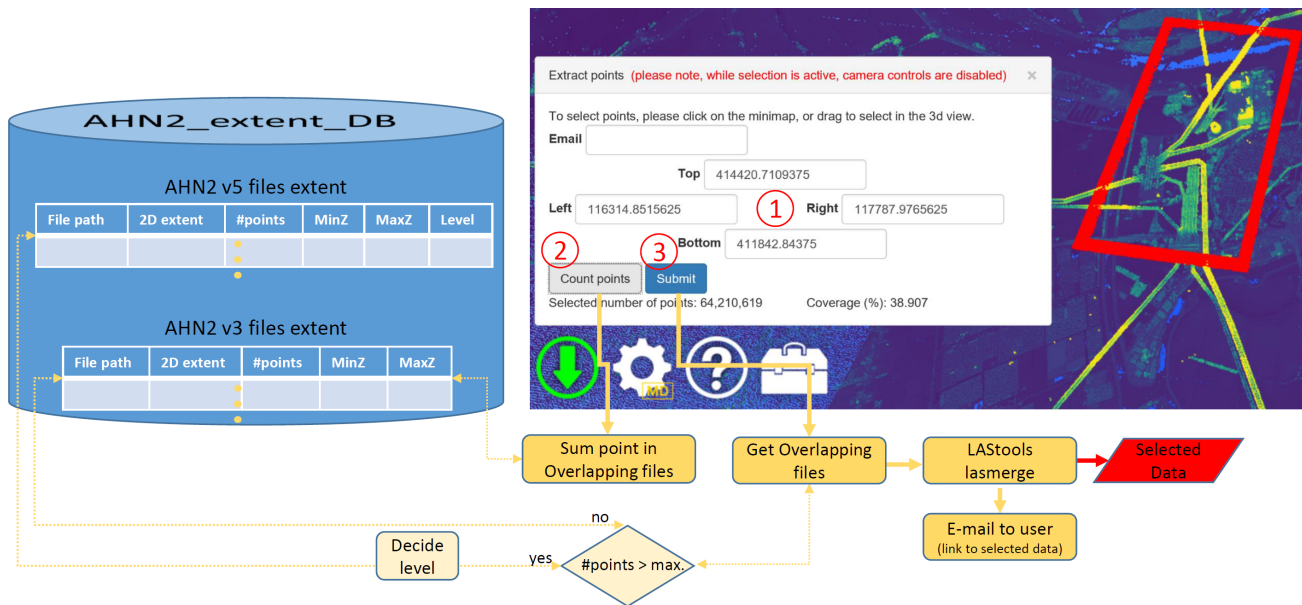 AHN2_extent_DB
AHN2 v5 files extent
File path 2D extent #points MinZ MaxZ Level
AHN2 v3 files extent
File path 2D extent #points MinZ MaxZ
Extract points (please note, while selection is active, camera controls are disabled) ×
To select points, please click on the minimap, or drag to select in the 3d view.
Email
Top 414420.7109375
Left 116314.8515625 1 Right 117787.9765625
Bottom 411842.84375
2 3
Count points Submit
Selected number of points: 64,210,619 Coverage (%): 38.907
MD
Sum point in
Overlapping files
Get Overlapping
files
LAStools
lasmerge
Selected
Data
E-mail to user
(link to selected data)
no
Decide
level
yes
#points > max.